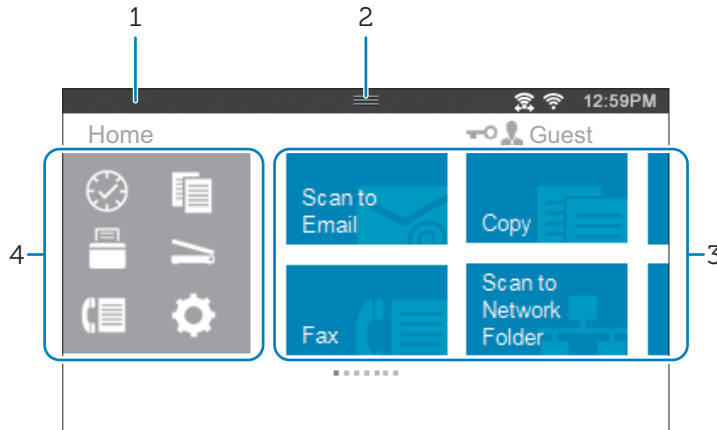 1
2
12:59PM
Home
Guest
Scan to
Email
Copy
4
3
Fax
Scan to
Network
Folder